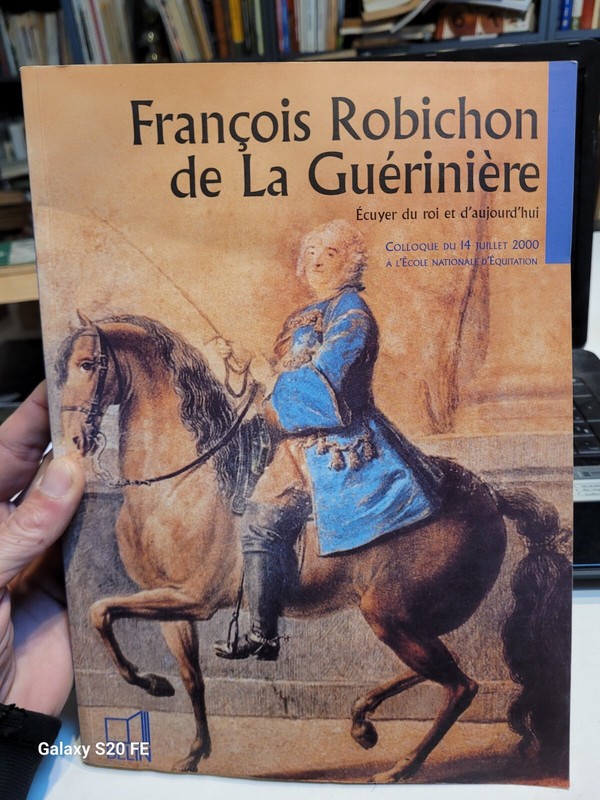 François Robichon
de La Guérinière
Écuyer du roi et d'aujourd'hui
Colloque du 14 juillet 2000
à l'École nationale d'Équitation
BELIN
Galaxy S20 FE